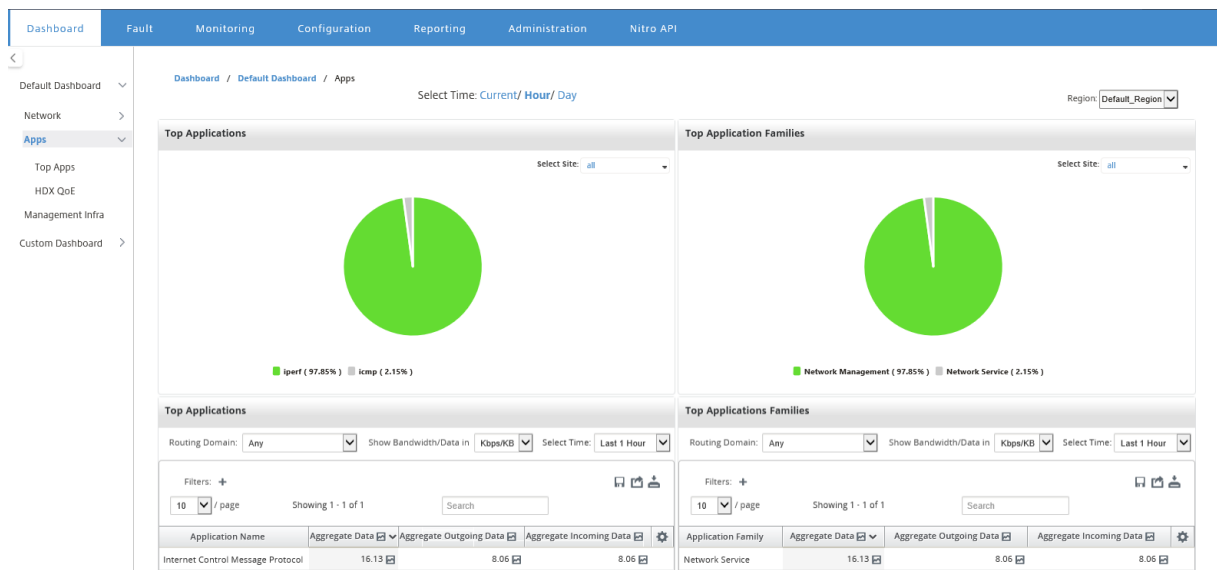 Dashboard Fault Monitoring Configuration Reporting Administration Nitro API
Default Dashboard
Network
Apps
Top Apps
HDX QoE
Management Infra
Custom Dashboard
Dashboard / Default Dashboard / Apps
Select Time: Current/ Hour/ Day
Region: Default_Region
Top Applications
Select Site: all
iperf ( 97.85% ) icmp ( 2.15% )
Top Application Families
Select Site: all
Network Management ( 97.85% ) Network Service ( 2.15% )
Top Applications
Routing Domain: Any Show Bandwidth/Data in Kbps/KB Select Time: Last 1 Hour
Filters: +
10 / page Showing 1 - 1 of 1 Search
Application Name Aggregate Data Aggregate Outgoing Data Aggregate Incoming Data
Internet Control Message Protocol 16.13 8.06 8.06
Top Applications Families
Routing Domain: Any Show Bandwidth/Data in Kbps/KB Select Time: Last 1 Hour
Filters: +
10 / page Showing 1 - 1 of 1 Search
Application Family Aggregate Data Aggregate Outgoing Data Aggregate Incoming Data
Network Service 16.13 8.06 8.06